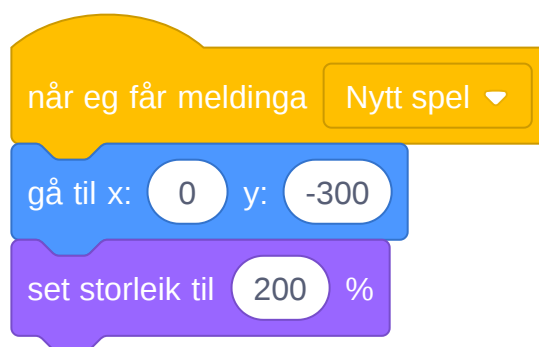 når eg får meldinga Nytt spel
gå til x: 0 y: -300
set storleik til 200 %